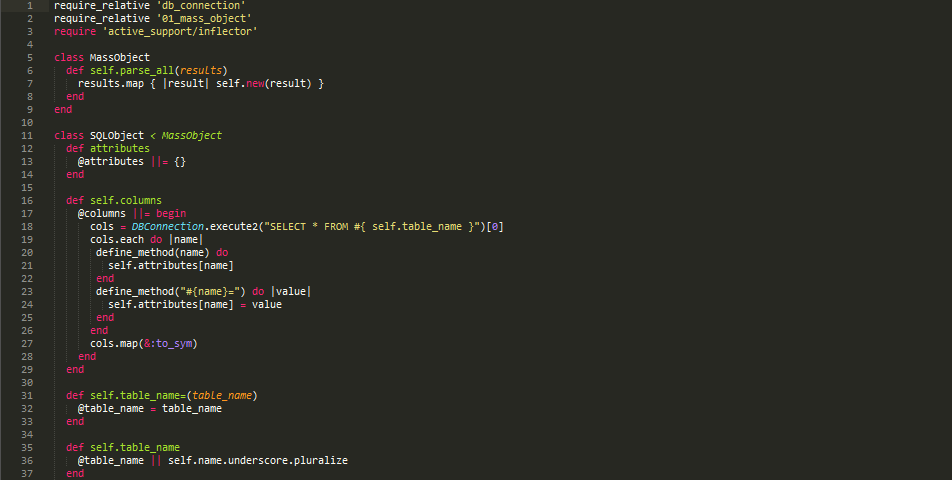 1 require_relative 'db_connection'
2 require_relative '01_mass_object'
3 require 'active_support/inflector'
4
5 class MassObject
6   def self.parse_all(results)
7     results.map { |result| self.new(result) }
8   end
9 end
10
11 class SQLObject < MassObject
12   def attributes
13     @attributes ||= {}
14   end
15
16   def self.columns
17     @columns ||= begin
18       cols = DBConnection.execute2("SELECT * FROM #{ self.table_name }")[0]
19       cols.each do |name|
20        define_method(name) do
21          self.attributes[name]
22        end
23        define_method("#{name}=") do |value|
24          self.attributes[name] = value
25        end
26       end
27       cols.map(&:to_sym)
28     end
29   end
30
31   def self.table_name=(table_name)
32     @table_name = table_name
33   end
34
35   def self.table_name
36     @table_name || self.name.underscore.pluralize
37   end